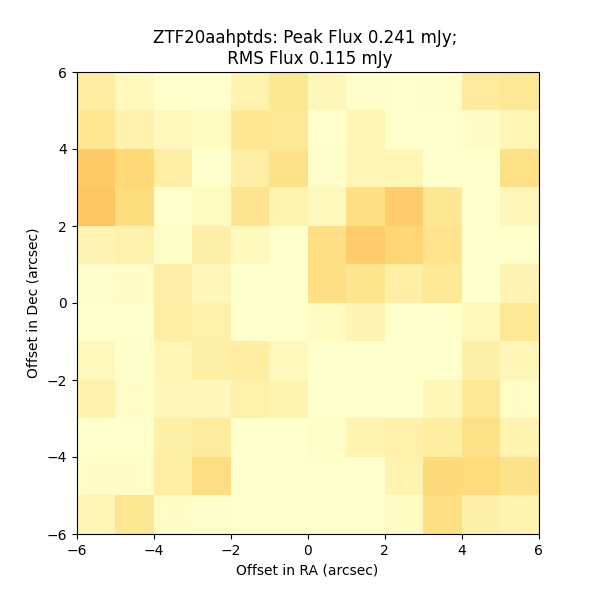 ZTF20aahptds: Peak Flux 0.241 mJy;
RMS Flux 0.115 mJy
6
4
2
0
−2
−4
−6
Offset in Dec (arcsec)
−6 −4 −2 0 2 4 6
Offset in RA (arcsec)